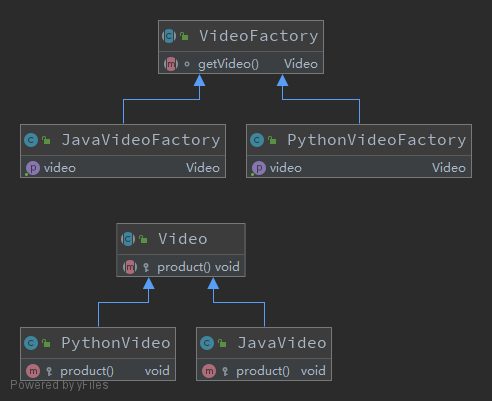 VideoFactory
getVideo() Video
JavaVideoFactory
video Video
PythonVideoFactory
video Video
Video
product() void
PythonVideo
product() void
JavaVideo
product() void
Powered by yFiles